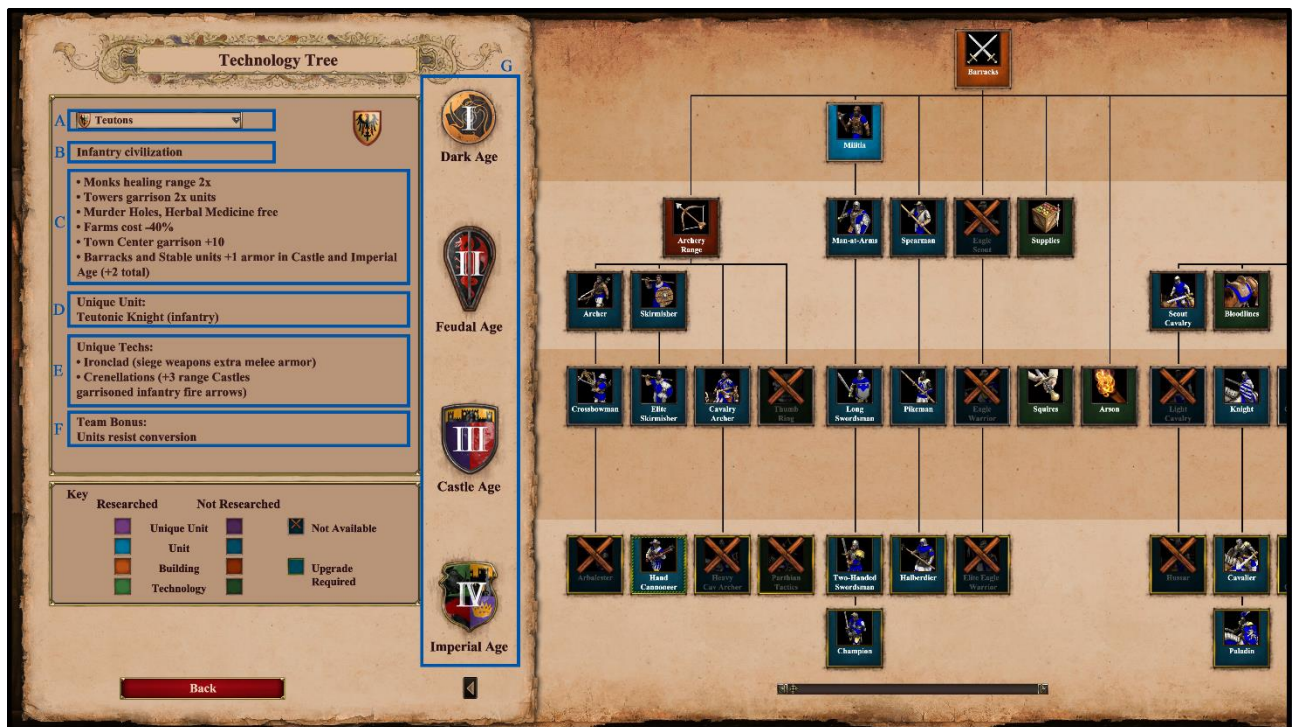 Technology Tree
G
A
Teutons
B
Infantry civilization
C
• Monks healing range 2x
• Towers garrison 2x units
• Murder Holes, Herbal Medicine free
• Farms cost -40%
• Town Center garrison +10
• Barracks and Stable units +1 armor in Castle and Imperial
Age (+2 total)
D
Unique Unit:
Teutonic Knight (infantry)
E
Unique Techs:
• Ironclad (siege weapons extra melee armor)
• Crenellations (+3 range Castles
garrisoned infantry fire arrows)
F
Team Bonus:
Units resist conversion
Key
Researched Not Researched
Unique Unit
Not Available
Unit
Building
Upgrade
Required
Technology
Back
I
Dark Age
II
Feudal Age
III
Castle Age
IV
Imperial Age
Barracks
Militia
Archery
Range
Man-at-Arms
Spearman
Eagle
Scout
Supplies
Archer
Skirmisher
Scout
Cavalry
Bloodlines
Crossbowman
Elite
Skirmisher
Cavalry
Archer
Thumb
Ring
Long
Swordsman
Pikeman
Eagle
Warrior
Squires
Arson
Light
Cavalry
Knight
Arbalester
Hand
Cannoneer
Heavy
Cav Archer
Parthian
Tactics
Two-Handed
Swordsman
Halberdier
Elite Eagle
Warrior
Hussar
Cavalier
Champion
Paladin